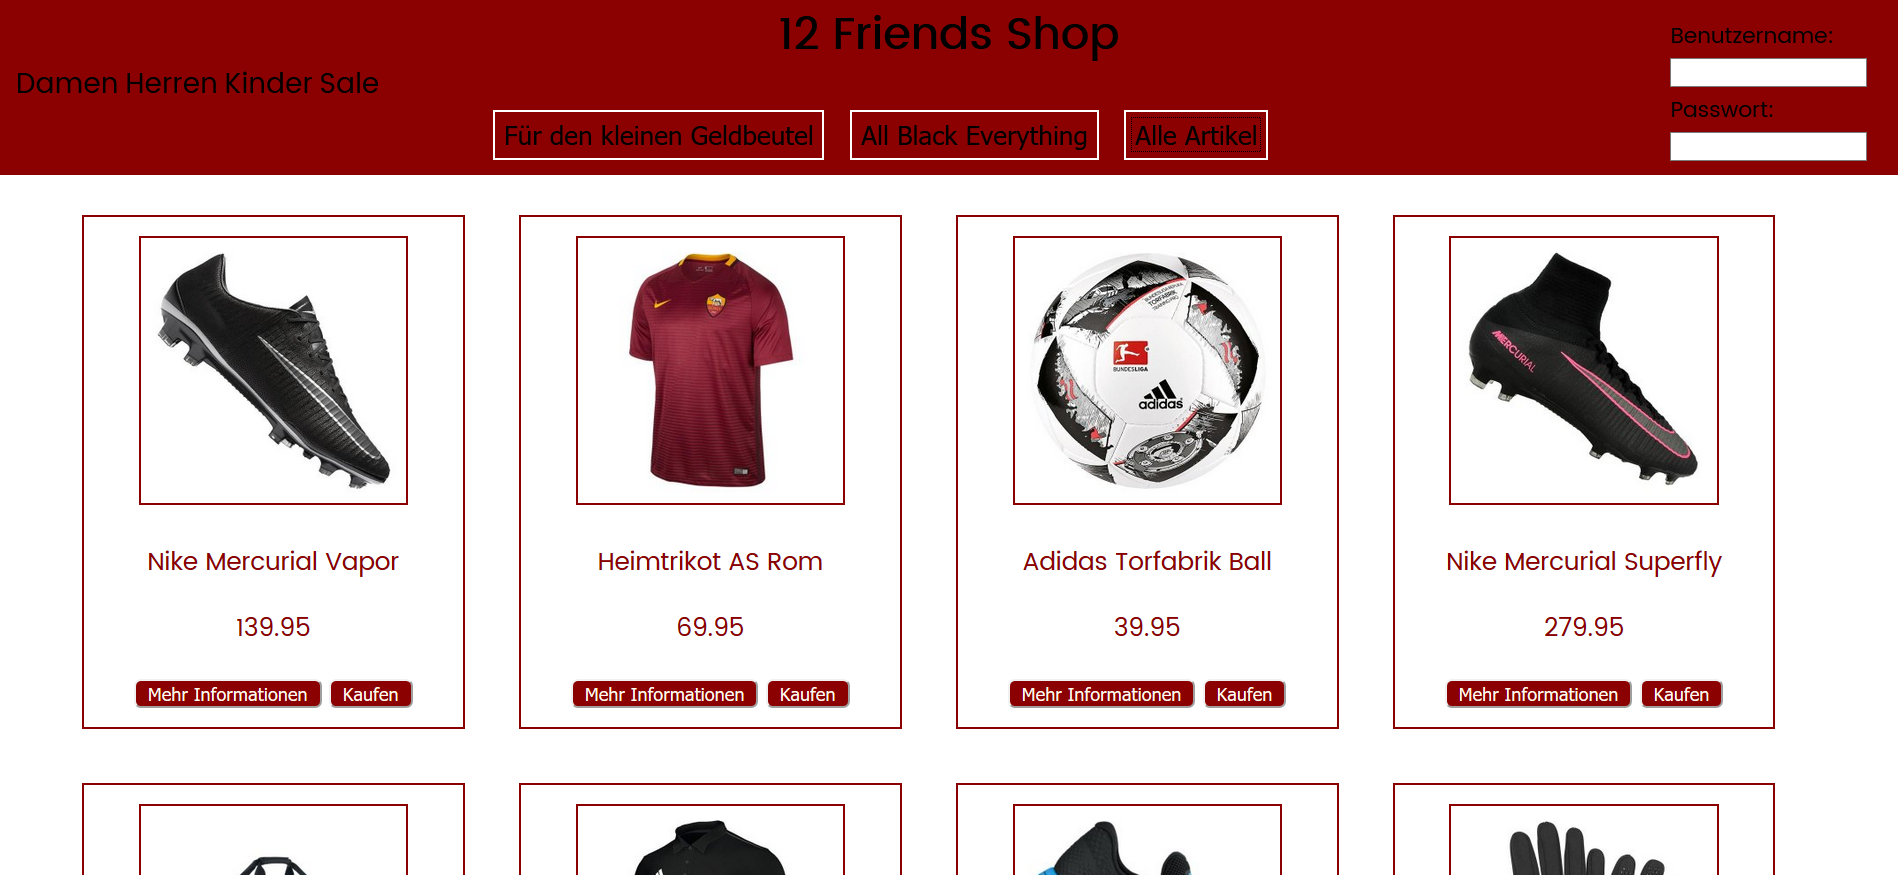 12 Friends Shop
Benutzername:
Damen Herren Kinder Sale
Passwort:
Für den kleinen Geldbeutel
All Black Everything
Alle Artikel
BUNDESLIGA
adidas
TORFABRIK
MERCURIAL
Nike Mercurial Vapor
Heimtrikot AS Rom
Adidas Torfabrik Ball
Nike Mercurial Superfly
139.95
69.95
39.95
279.95
Mehr Informationen Kaufen
Mehr Informationen Kaufen
Mehr Informationen Kaufen
Mehr Informationen Kaufen